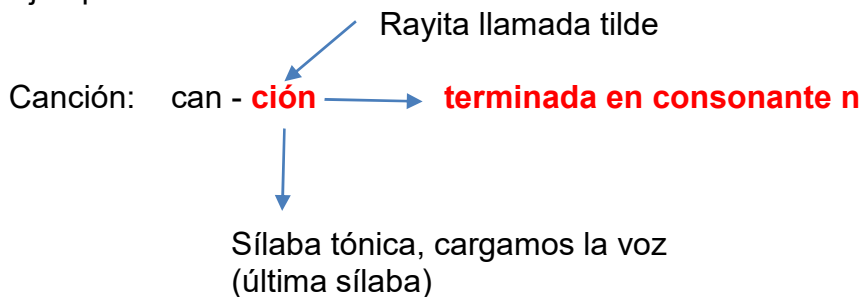 Rayita llamada tilde
Canción: can - ción terminada en consonante n
Sílaba tónica, cargamos la voz
(última sílaba)